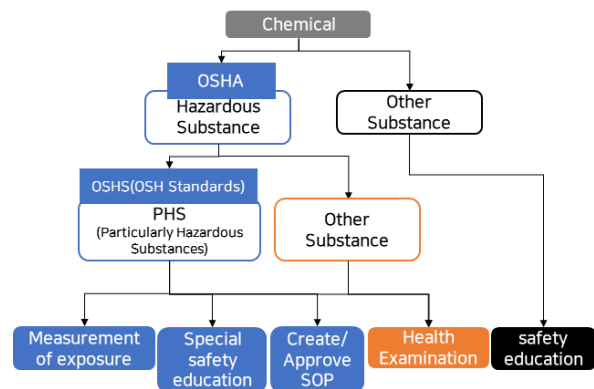 Chemical
OSHA
Hazardous
Substance
Other
Substance
OSHS(OSH Standards)
PHS
(Particularly Hazardous
Substances)
Other
Substance
Measurement
of exposure
Special
safety
education
Create/
Approve
SOP
Health
Examination
safety
education